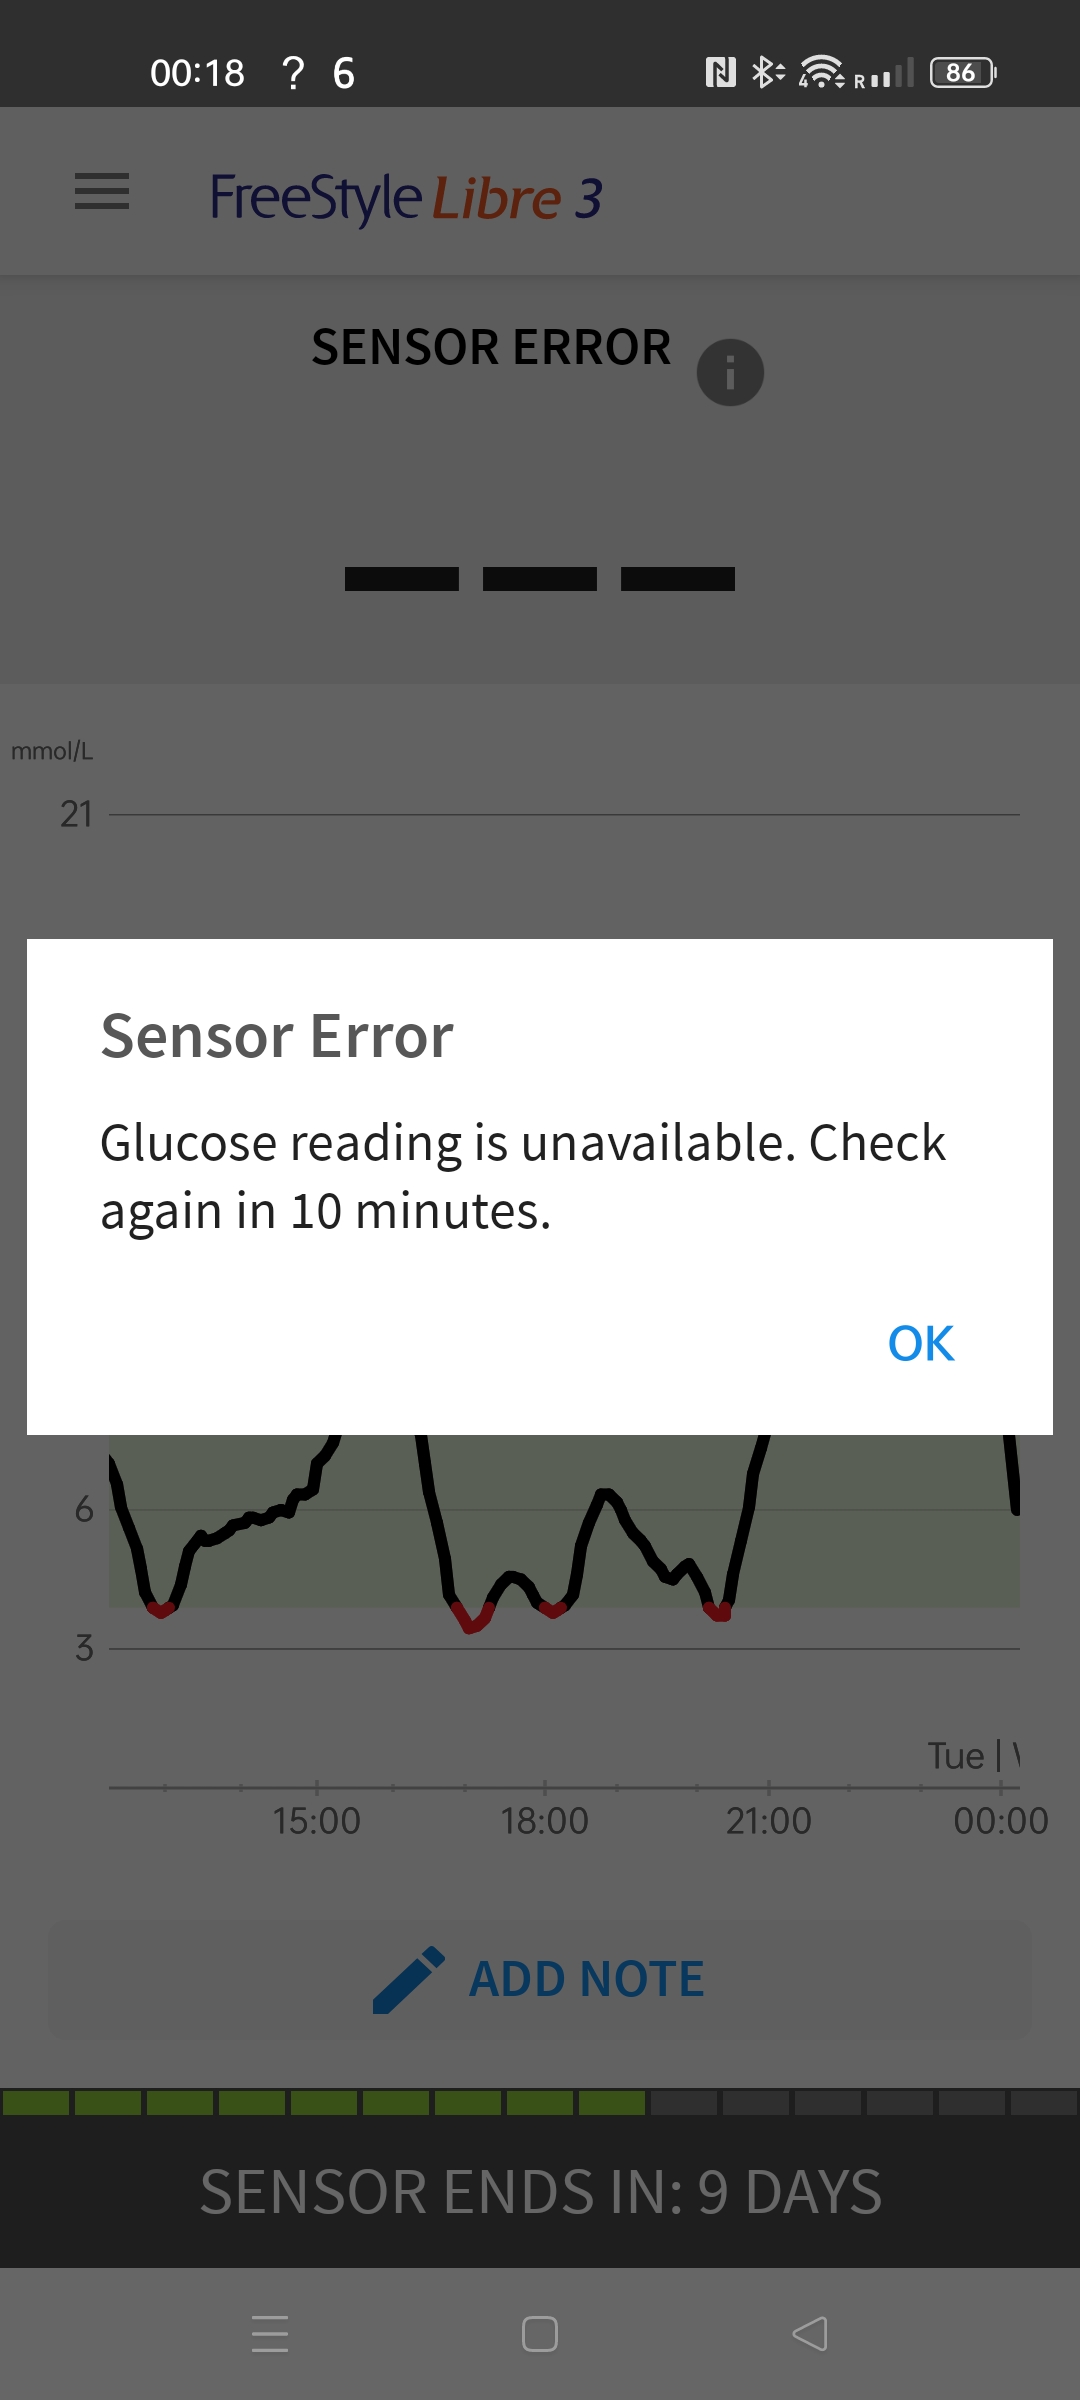 00:18 ? 6 4 R 86
FreeStyle Libre 3
SENSOR ERROR i
mmol/L
21
Sensor Error
Glucose reading is unavailable. Check
again in 10 minutes.
OK
6
3
Tue |
15:00 18:00 21:00 00:00
ADD NOTE
SENSOR ENDS IN: 9 DAYS